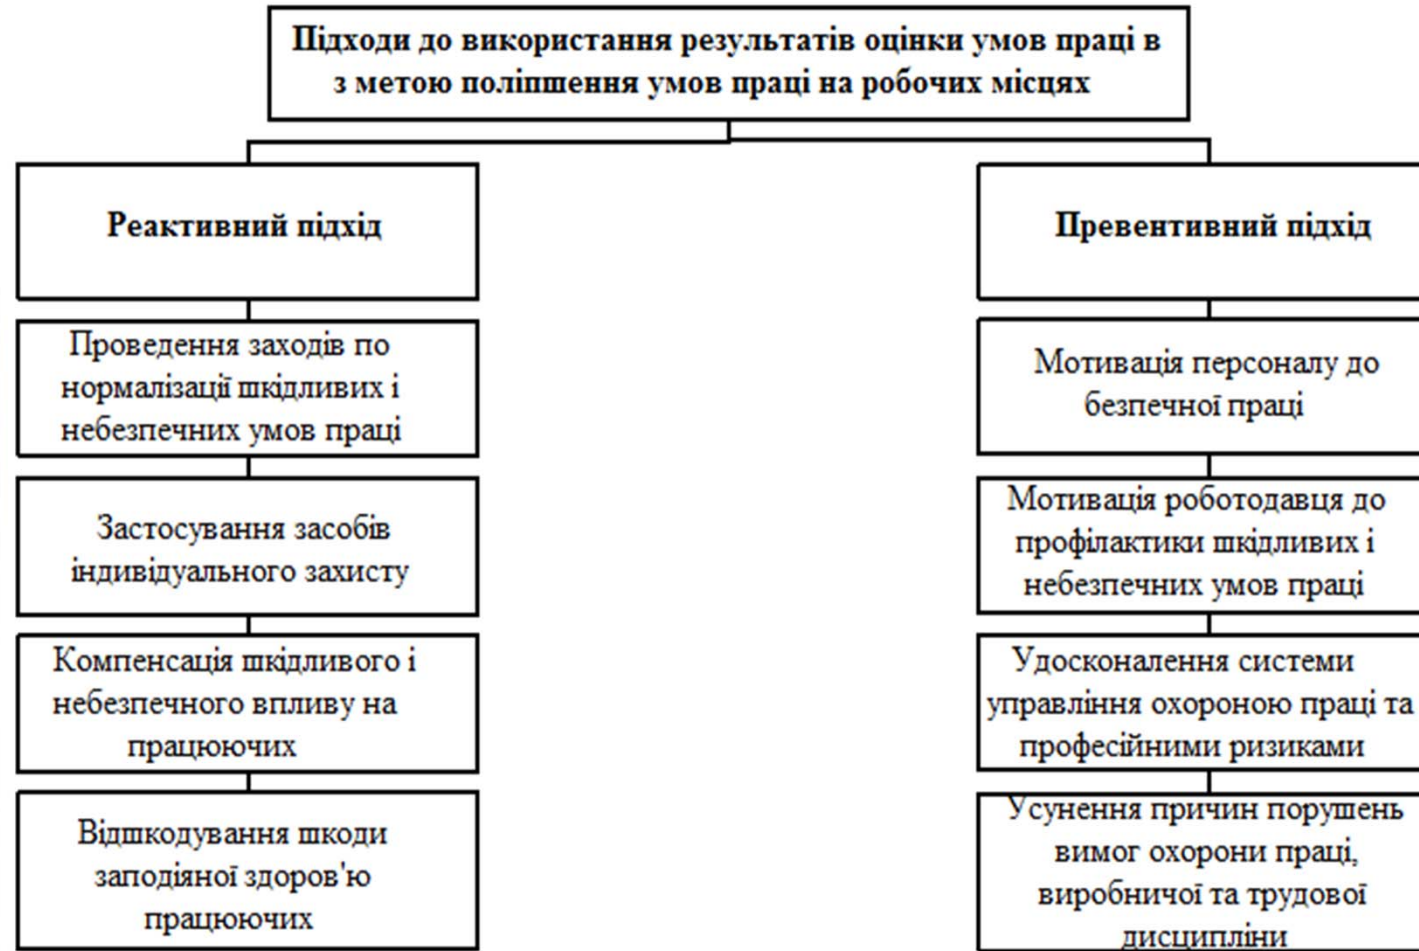 Підходи до використання результатів оцінки умов праці в
з метою поліпшення умов праці на робочих місцях
Реактивний підхід
Проведення заходів по
нормалізації шкідливих і
небезпечних умов праці
Застосування засобів
індивідуального захисту
Компенсація шкідливого і
небезпечного впливу на
працюючих
Відшкодування шкоди
заподіяної здоров'ю
працюючих
Превентивний підхід
Мотивація персоналу до
безпечної праці
Мотивація роботодавця до
профілактики шкідливих і
небезпечних умов праці
Удосконалення системи
управління охороною праці та
професійними ризиками
Усунення причин порушень
вимог охорони праці,
виробничої та трудової
дисципліни